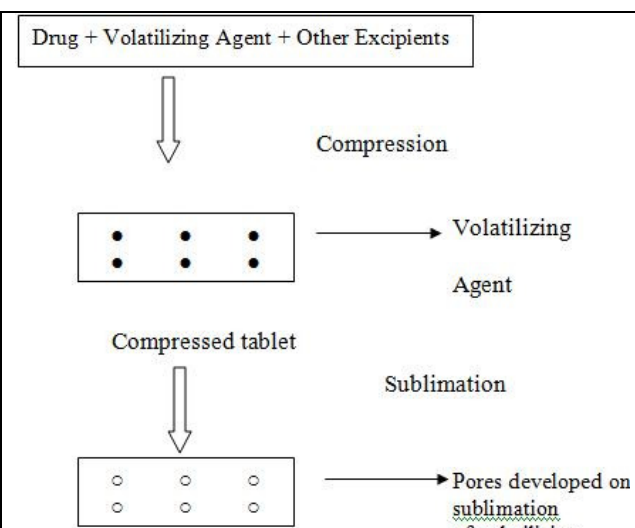 Drug + Volatilizing Agent + Other Excipients
Compression
Volatilizing
Agent
Compressed tablet
Sublimation
Pores developed on
sublimation